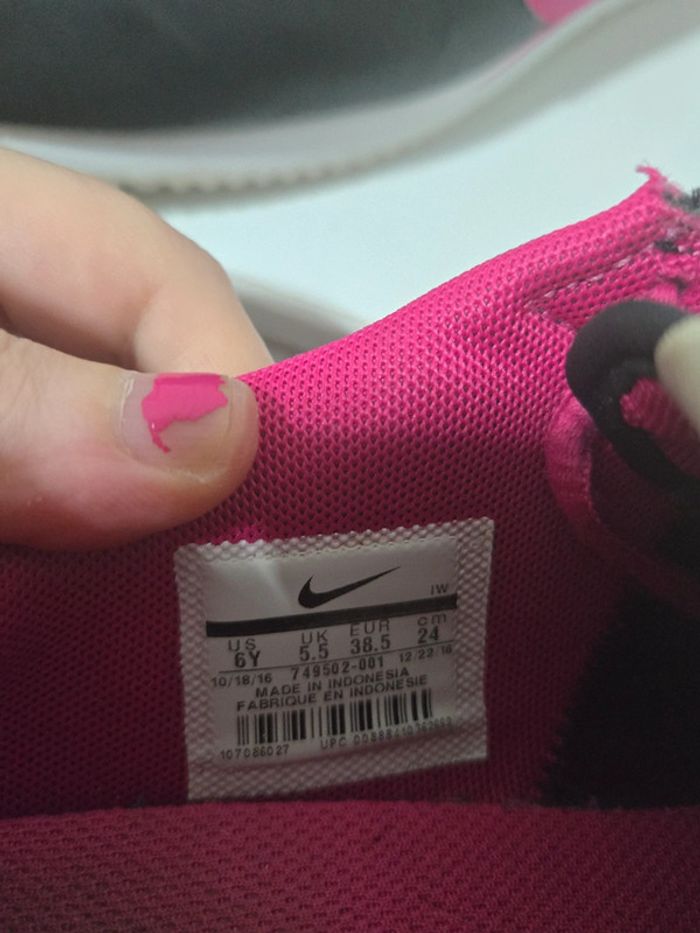 IW
US UK EUR cm
6Y 5.5 38.5 24
10/18/16 749502-001 12/22/16
MADE IN INDONESIA
FABRIQUE EN INDONESIE
107086027 UPC